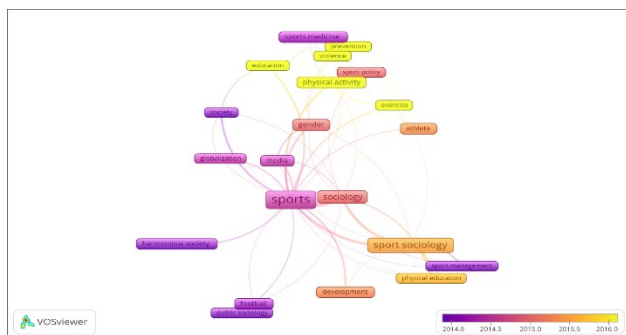 sports medicine
prevention
violence
education
sport policy
physical activity
exercise
society
gender
athlete
globalization
media
sports
sociology
harmonious society
sport sociology
sport management
physical education
development
football
public sociology
VOSviewer
2014.0 2014.5 2015.0 2015.5 2016.0